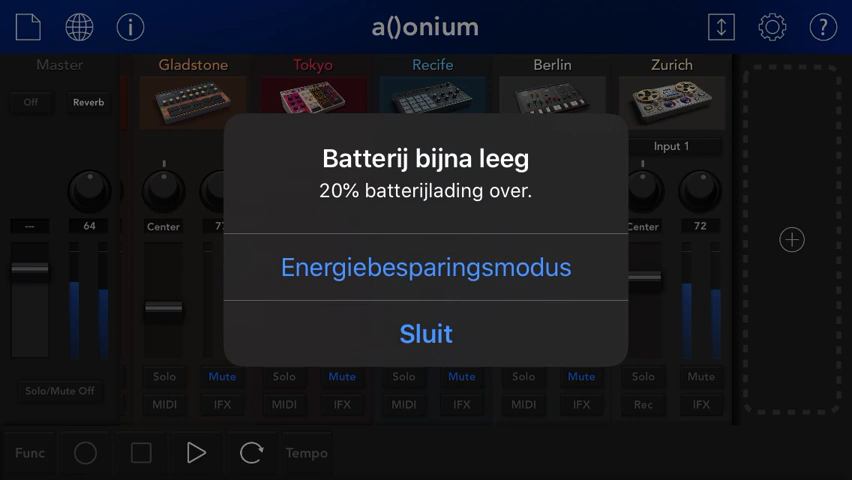 a()onium
Master
Gladstone
Tokyo
Recife
Berlin
Zurich
Off
Reverb
Input 1
Batterij bijna leeg
20% batterijlading over.
Energiebesparingsmodus
Sluit
---
64
Center
72
Solo/Mute Off
Solo
Mute
Solo
Mute
Solo
Mute
Solo
Mute
Solo
Mute
MIDI
IFX
MIDI
IFX
MIDI
IFX
MIDI
IFX
Rec
IFX
Func
Tempo